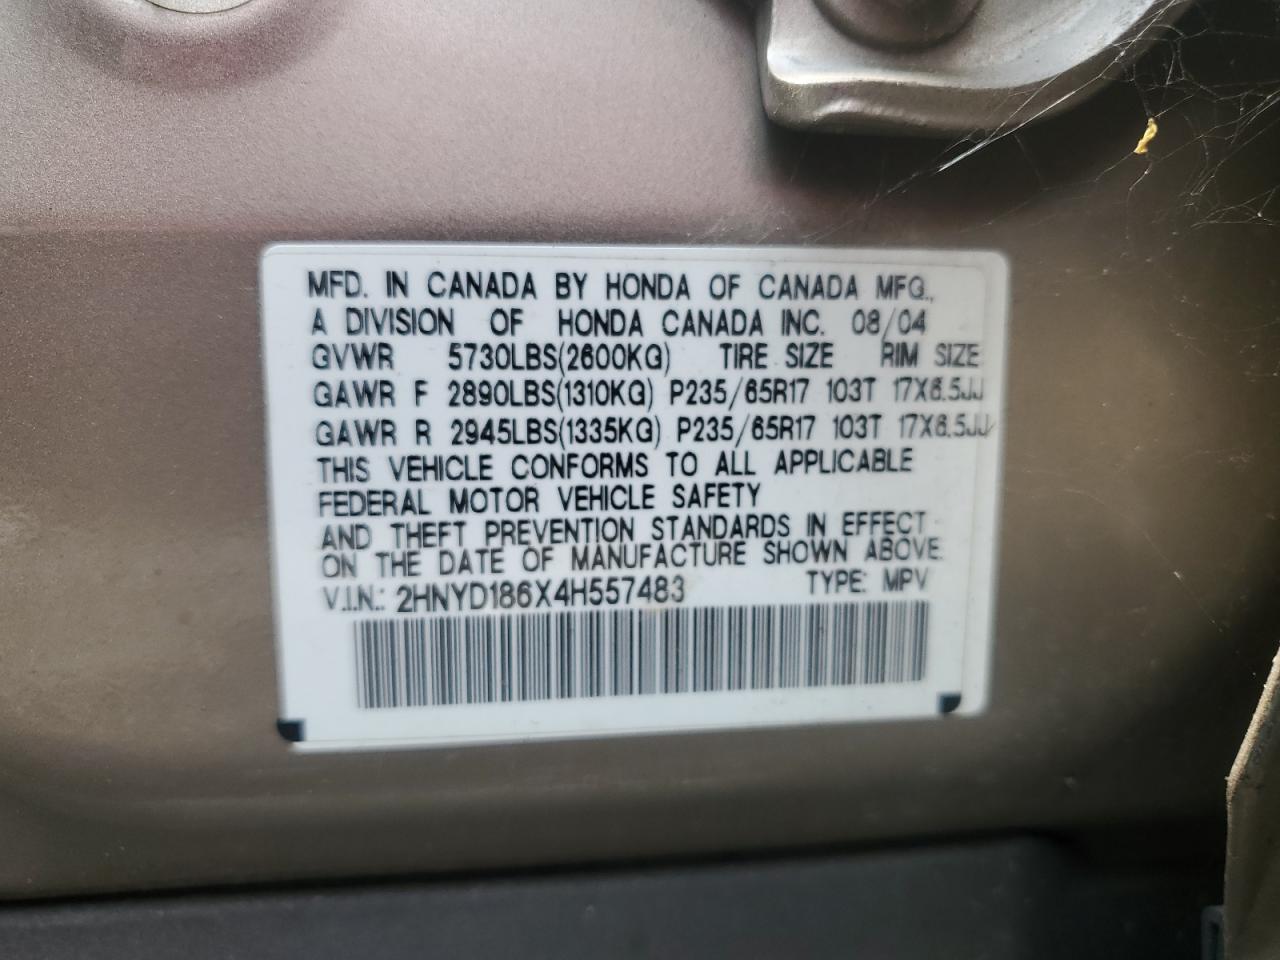 MFD. IN CANADA BY HONDA OF CANADA MFG.,
A DIVISION OF HONDA CANADA INC. 08/04
GVWR 5730LBS(2600KG) TIRE SIZE RIM SIZE
GAWR F 2890LBS(1310KG) P235/65R17 103T 17X6.5JJ
GAWR R 2945LBS(1335KG) P235/65R17 103T 17X6.5JJ
THIS VEHICLE CONFORMS TO ALL APPLICABLE
FEDERAL MOTOR VEHICLE SAFETY
AND THEFT PREVENTION STANDARDS IN EFFECT
ON THE DATE OF MANUFACTURE SHOWN ABOVE.
V.I.N.: 2HNYD186X4H557483 TYPE: MPV